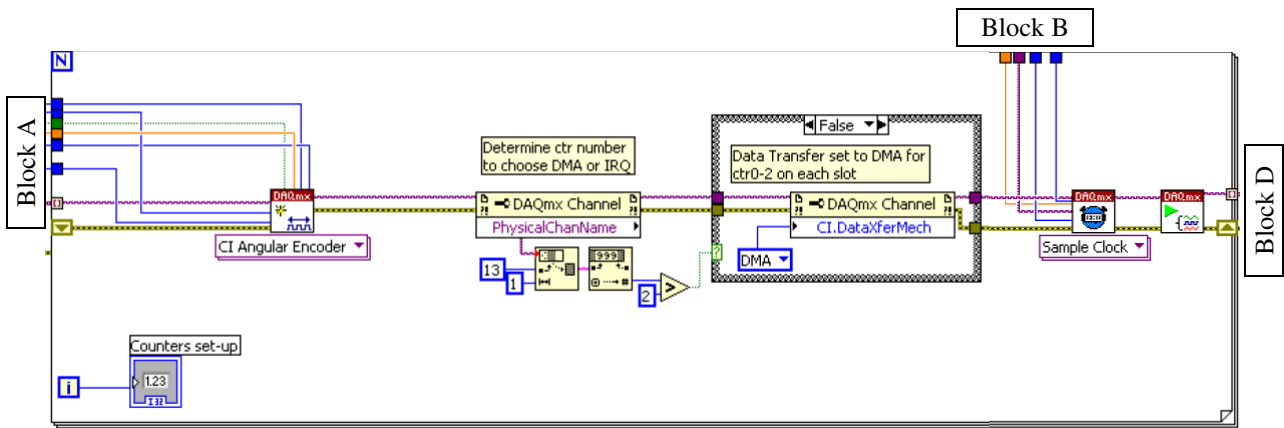 Block B
N
Block A
Determine ctr number
to choose DMA or IRQ
False
Data Transfer set to DMA for
ctr0-2 on each slot
DAQmx
CI Angular Encoder
DAQmx Channel
PhysicalChanName
DAQmx Channel
CI.DataXferMech
DMA
?
DAQmx
Sample Clock
DAQmx
Block D
13
1
999
2
>
Counters set-up
i
1.23
I32